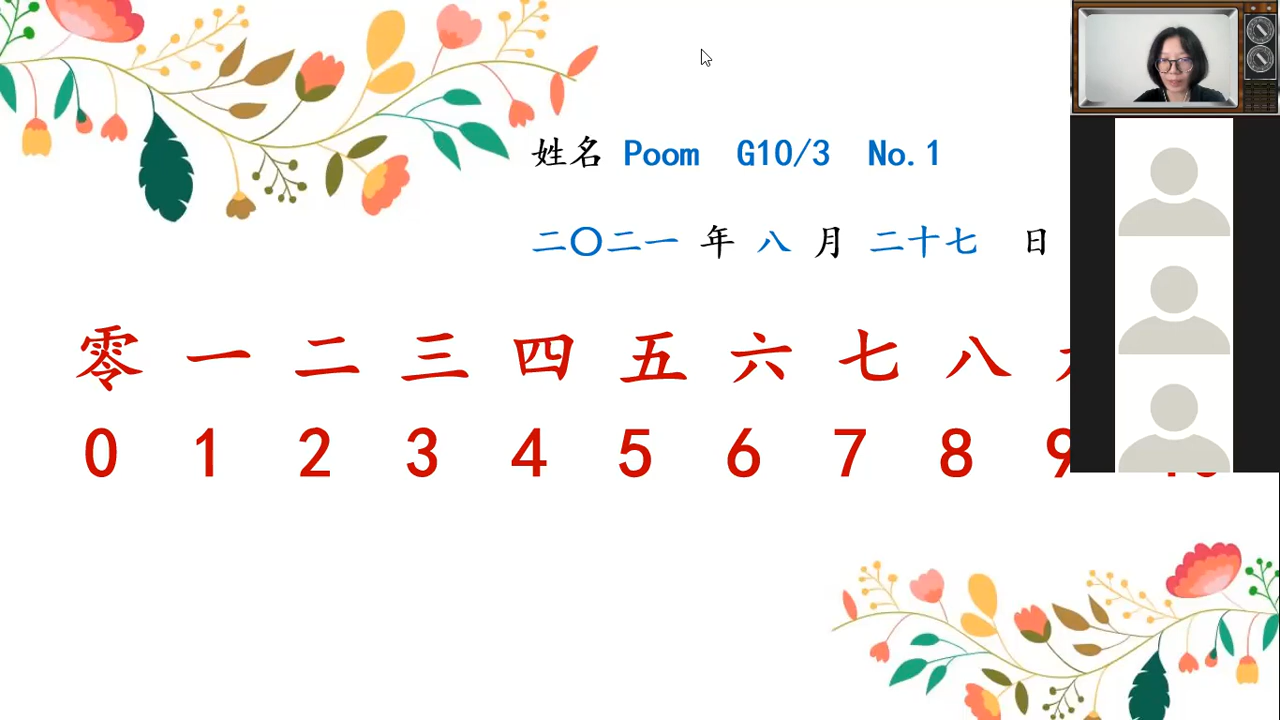 姓名 Poom G10/3 No.1
二〇二一 年 八 月 二十七 日
零 一 二 三 四 五 六 七 八
0 1 2 3 4 5 6 7 8 9